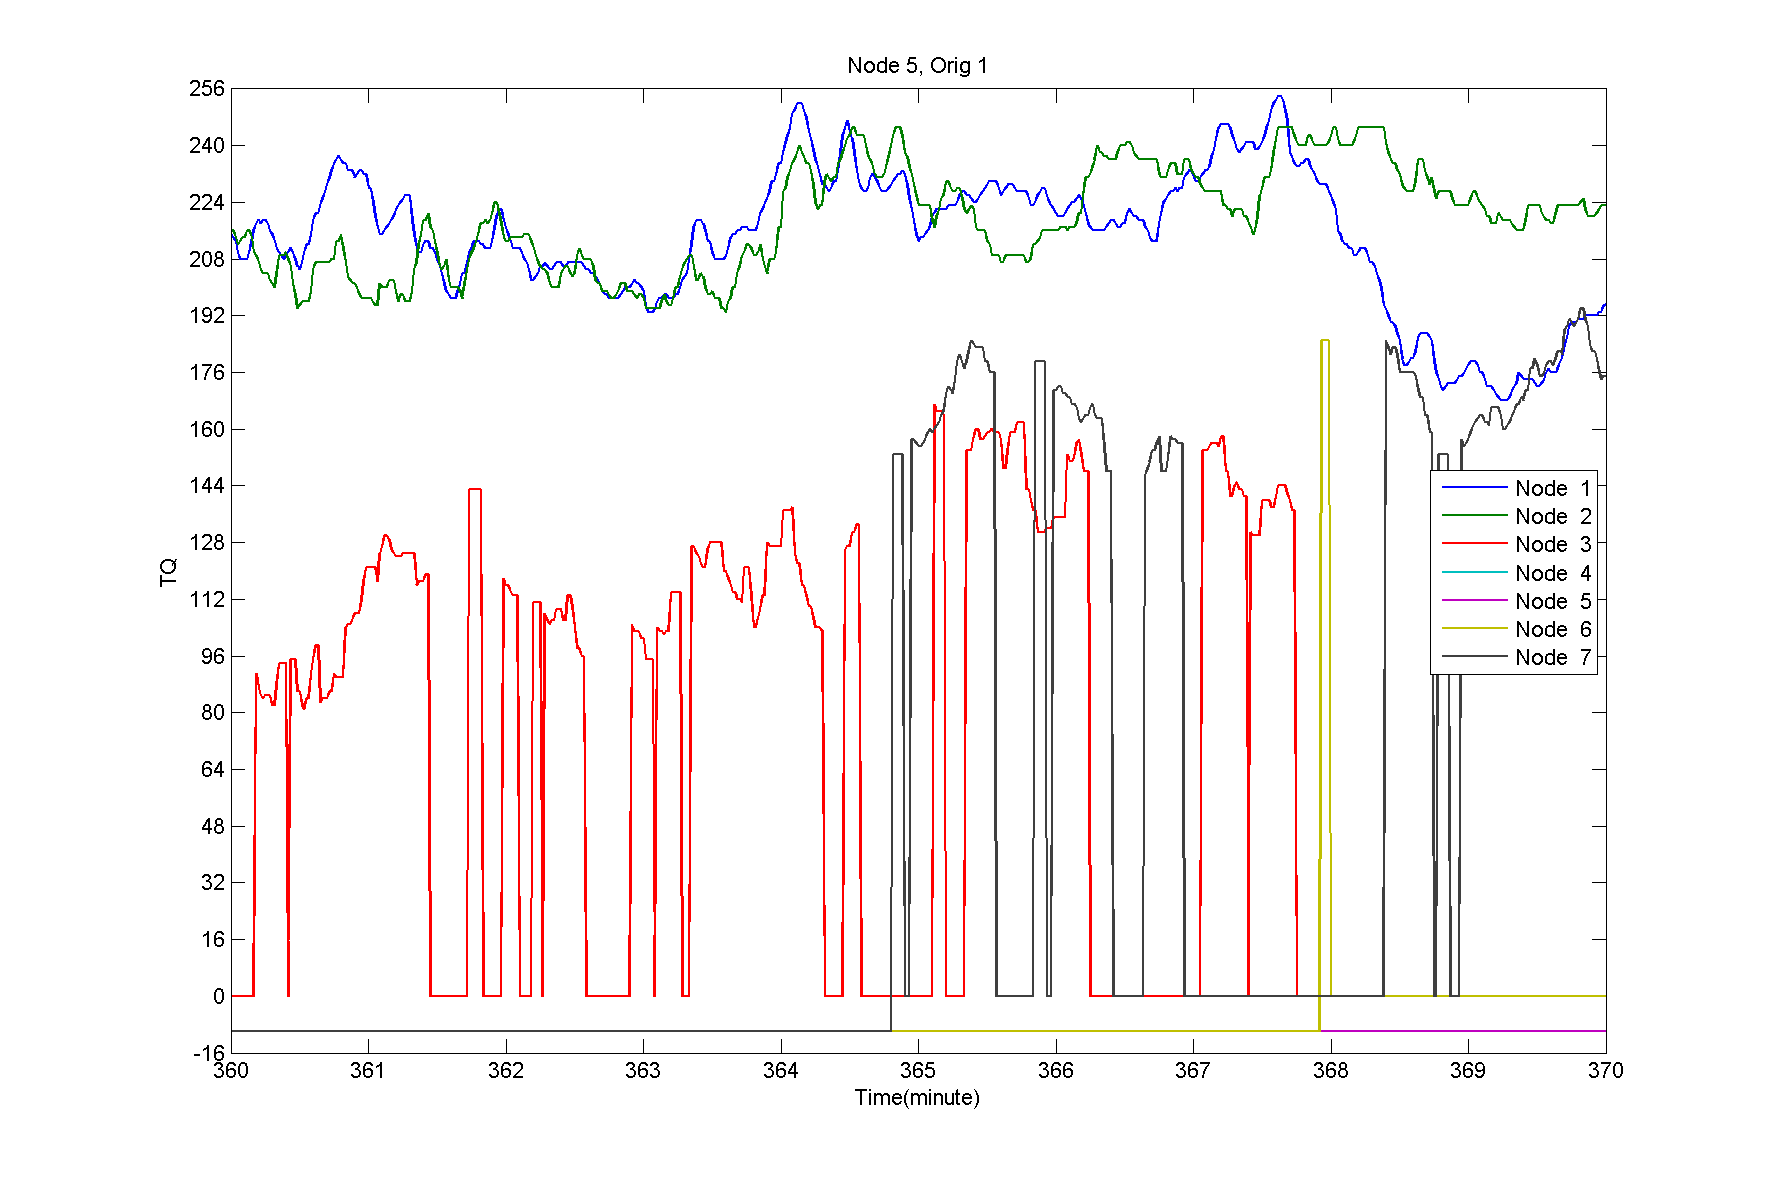 Node 5, Orig 1
256
240
224
208
192
176
160
144
128
112
96
80
64
48
32
16
0
-16
TQ
Node 1
Node 2
Node 3
Node 4
Node 5
Node 6
Node 7
360 361 362 363 364 365 366 367 368 369 370
Time(minute)